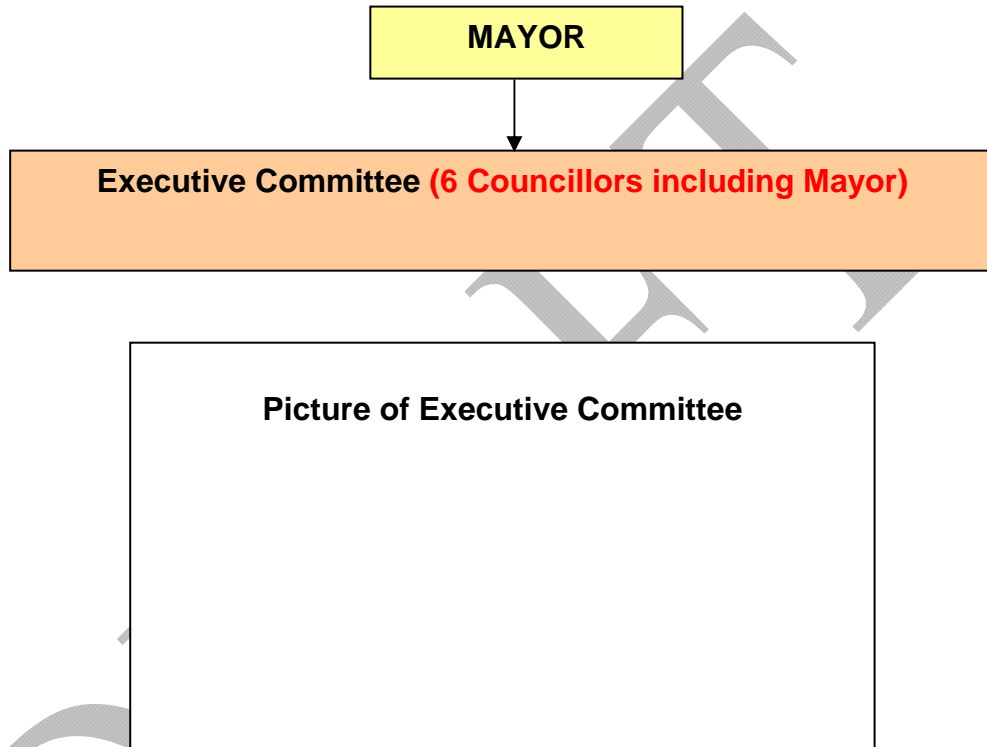 MAYOR
Executive Committee (6 Councillors including Mayor)
Picture of Executive Committee